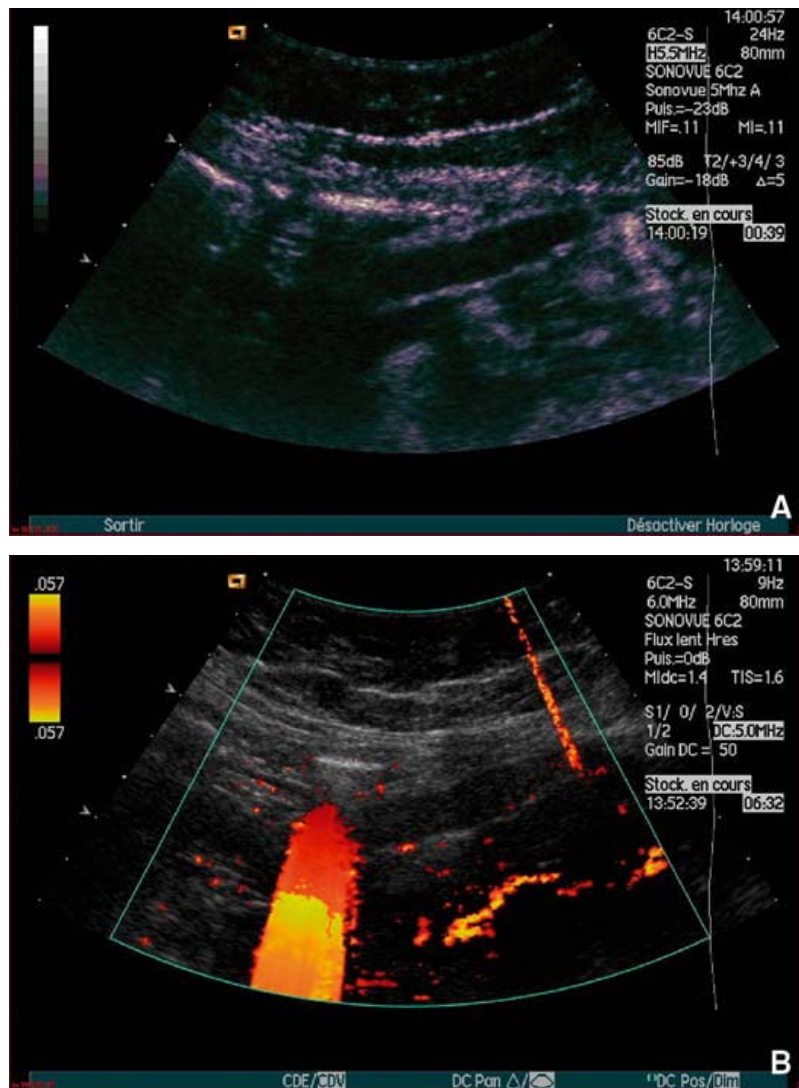 14:00:57
6C2-S 24Hz
H5.5MHz 80mm
SONOVUE 6C2
Sonovue 5Mhz A
Puis.=-23dB
MIF=.11 MI=.11
85dB T2/+3/4/ 3
Gain=-18dB Δ=5
Stock. en cours
14:00:19 00:39
A
Sortir Désactiver Horloge
13:59:11
.057
6C2-S 9Hz
6.0MHz 80mm
SONOVUE 6C2
Flux lent Hres
Puis.=0dB
MIdc=1.4 TIS=1.6
S1/ 0/ 2/V:S
1/2 DC:5.0MHz
Gain DC = 50
.057
Stock. en cours
13:52:39 06:32
B
CDE/CDV DC Pan △/ DC Pos/Dim